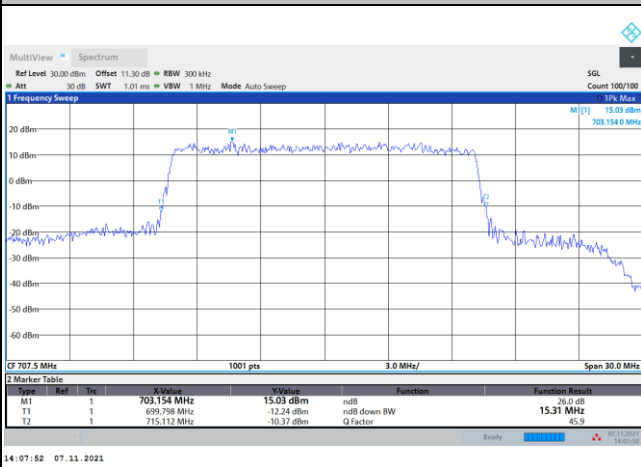 MultiView Spectrum
Ref Level 30.00 dBm Offset 11.30 dB RBW 300 kHz SGL
Att 30 dB SWT 1.01 ms VBW 1 MHz Mode Auto Sweep Count 100/100
1 Frequency Sweep 1Pk Max
M1[1] 15.03 dBm
703.154 0 MHz
M1
20 dBm
10 dBm
0 dBm
T1
T2
-10 dBm
-20 dBm
-30 dBm
-40 dBm
-50 dBm
-60 dBm
CF 707.5 MHz 1001 pts 3.0 MHz/ Span 30.0 MHz
2 Marker Table
Type Ref Trc X-Value Y-Value Function Function Result
M1 1 703.154 MHz 15.03 dBm ndB 26.0 dB
T1 1 699.798 MHz -12.24 dBm ndB down BW 15.31 MHz
T2 1 715.112 MHz -10.37 dBm Q Factor 45.9
Ready 07.11.2021
14:07:50
14:07:52 07.11.2021